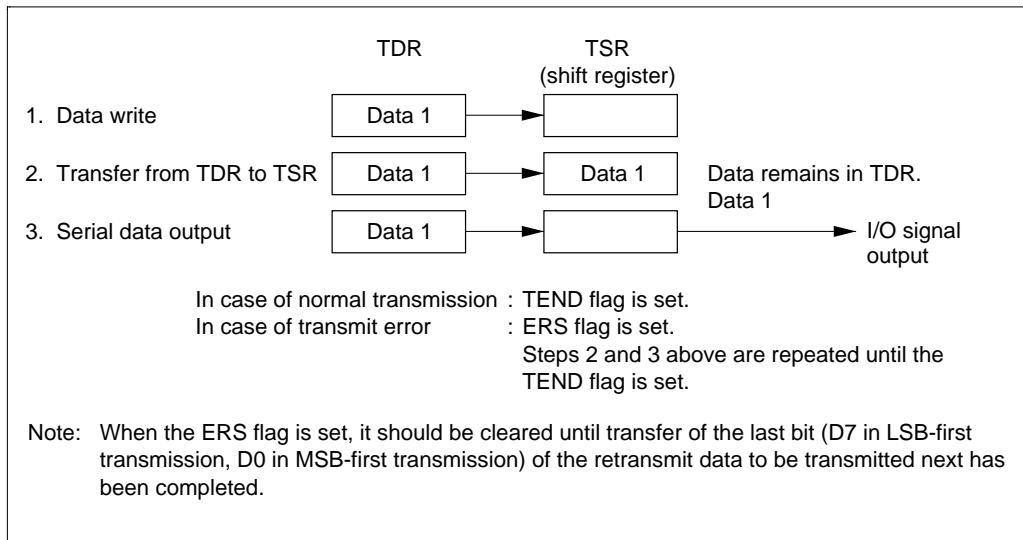 TDR TSR
(shift register)
1. Data write Data 1
2. Transfer from TDR to TSR Data 1 Data 1 Data remains in TDR.
Data 1
3. Serial data output Data 1 I/O signal
output
In case of normal transmission : TEND flag is set.
In case of transmit error : ERS flag is set.
Steps 2 and 3 above are repeated until the
TEND flag is set.
Note: When the ERS flag is set, it should be cleared until transfer of the last bit (D7 in LSB-first
transmission, D0 in MSB-first transmission) of the retransmit data to be transmitted next has
been completed.